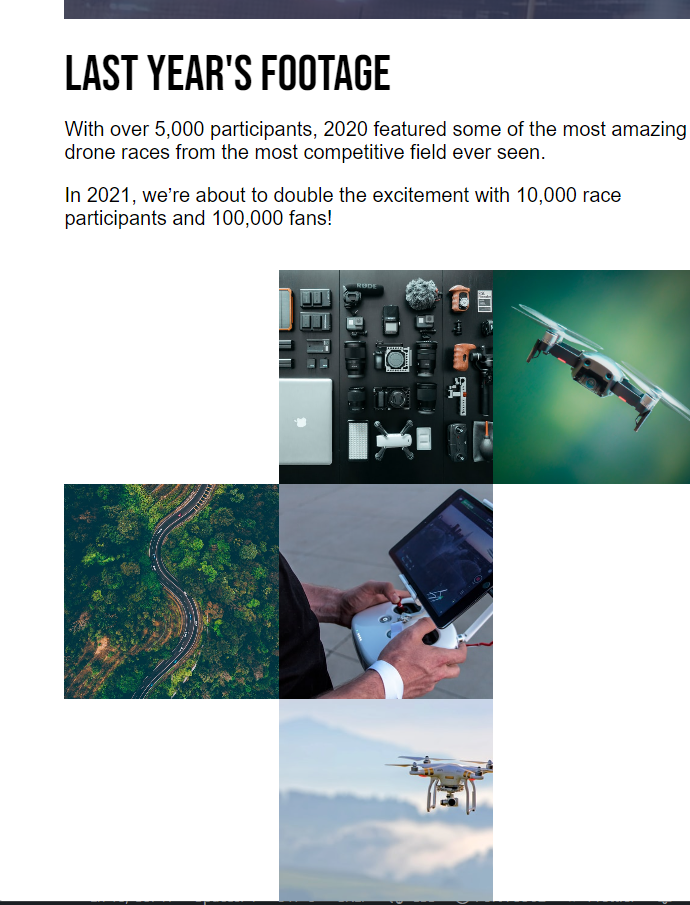 LAST YEAR'S FOOTAGE
With over 5,000 participants, 2020 featured some of the most amazing
drone races from the most competitive field ever seen.
In 2021, we’re about to double the excitement with 10,000 race
participants and 100,000 fans!
RØDE